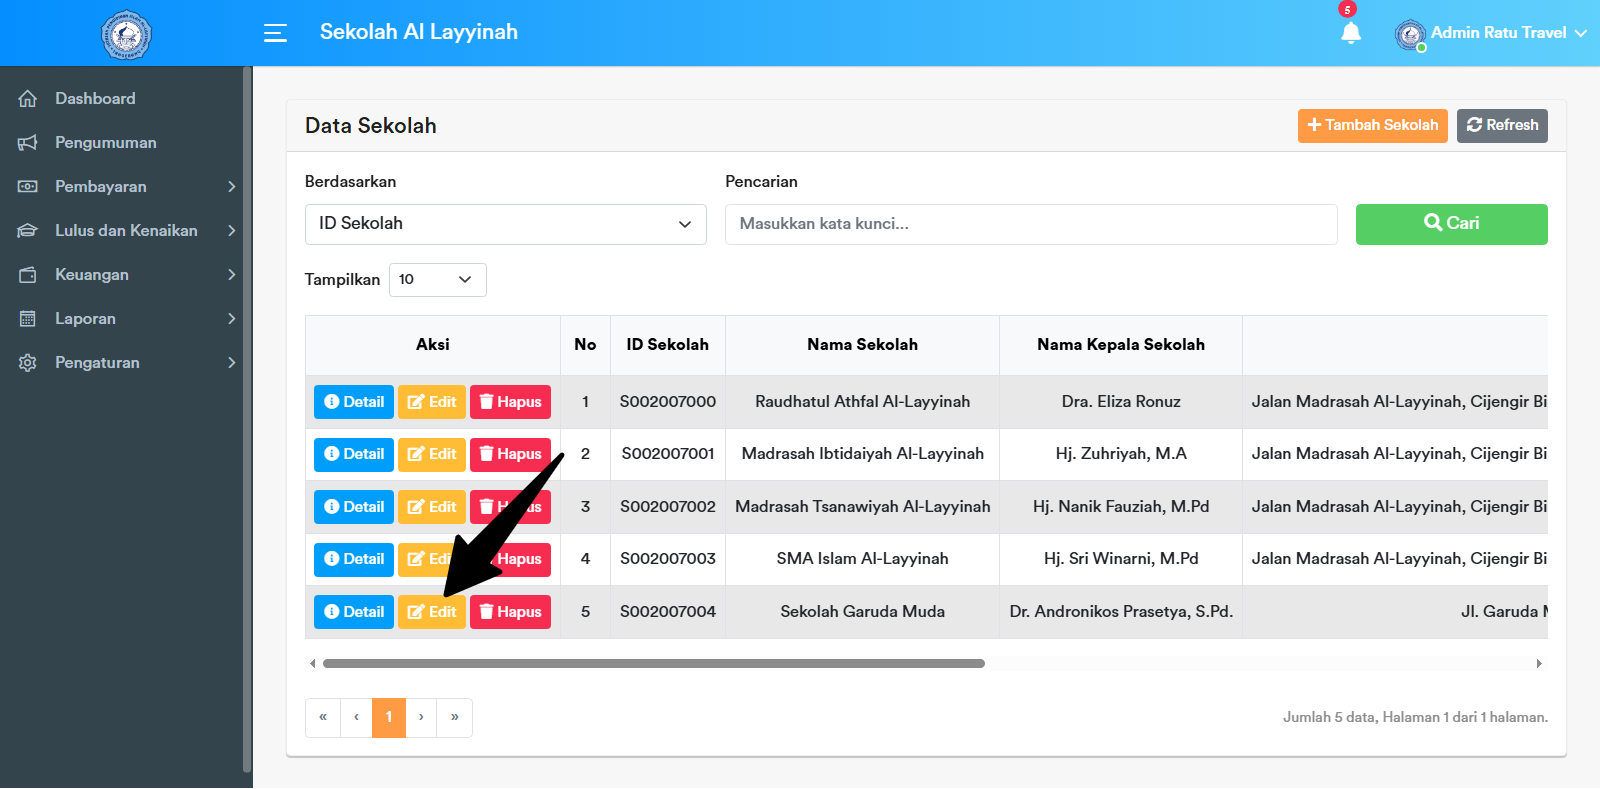 Sekolah Al Layyinah
5
Admin Ratu Travel
Dashboard
Pengumuman
Pembayaran
Lulus dan Kenaikan
Keuangan
Laporan
Pengaturan
Data Sekolah
Tambah Sekolah
Refresh
Berdasarkan
Pencarian
ID Sekolah
Masukkan kata kunci...
Cari
Tampilkan 10
Aksi No ID Sekolah Nama Sekolah Nama Kepala Sekolah
Detail Edit Hapus 1 S002007000 Raudhatul Athfal Al-Layyinah Dra. Eliza Ronuz Jalan Madrasah Al-Layyinah, Cijengir Bi
Detail Edit Hapus 2 S002007001 Madrasah Ibtidaiyah Al-Layyinah Hj. Zuhriyah, M.A Jalan Madrasah Al-Layyinah, Cijengir Bi
Detail Edit Hapus 3 S002007002 Madrasah Tsanawiyah Al-Layyinah Hj. Nanik Fauziah, M.Pd Jalan Madrasah Al-Layyinah, Cijengir Bi
Detail Edit Hapus 4 S002007003 SMA Islam Al-Layyinah Hj. Sri Winarni, M.Pd Jalan Madrasah Al-Layyinah, Cijengir Bi
Detail Edit Hapus 5 S002007004 Sekolah Garuda Muda Dr. Andronikos Prasetya, S.Pd. Jl. Garuda
« ‹ 1 › »
Jumlah 5 data, Halaman 1 dari 1 halaman.